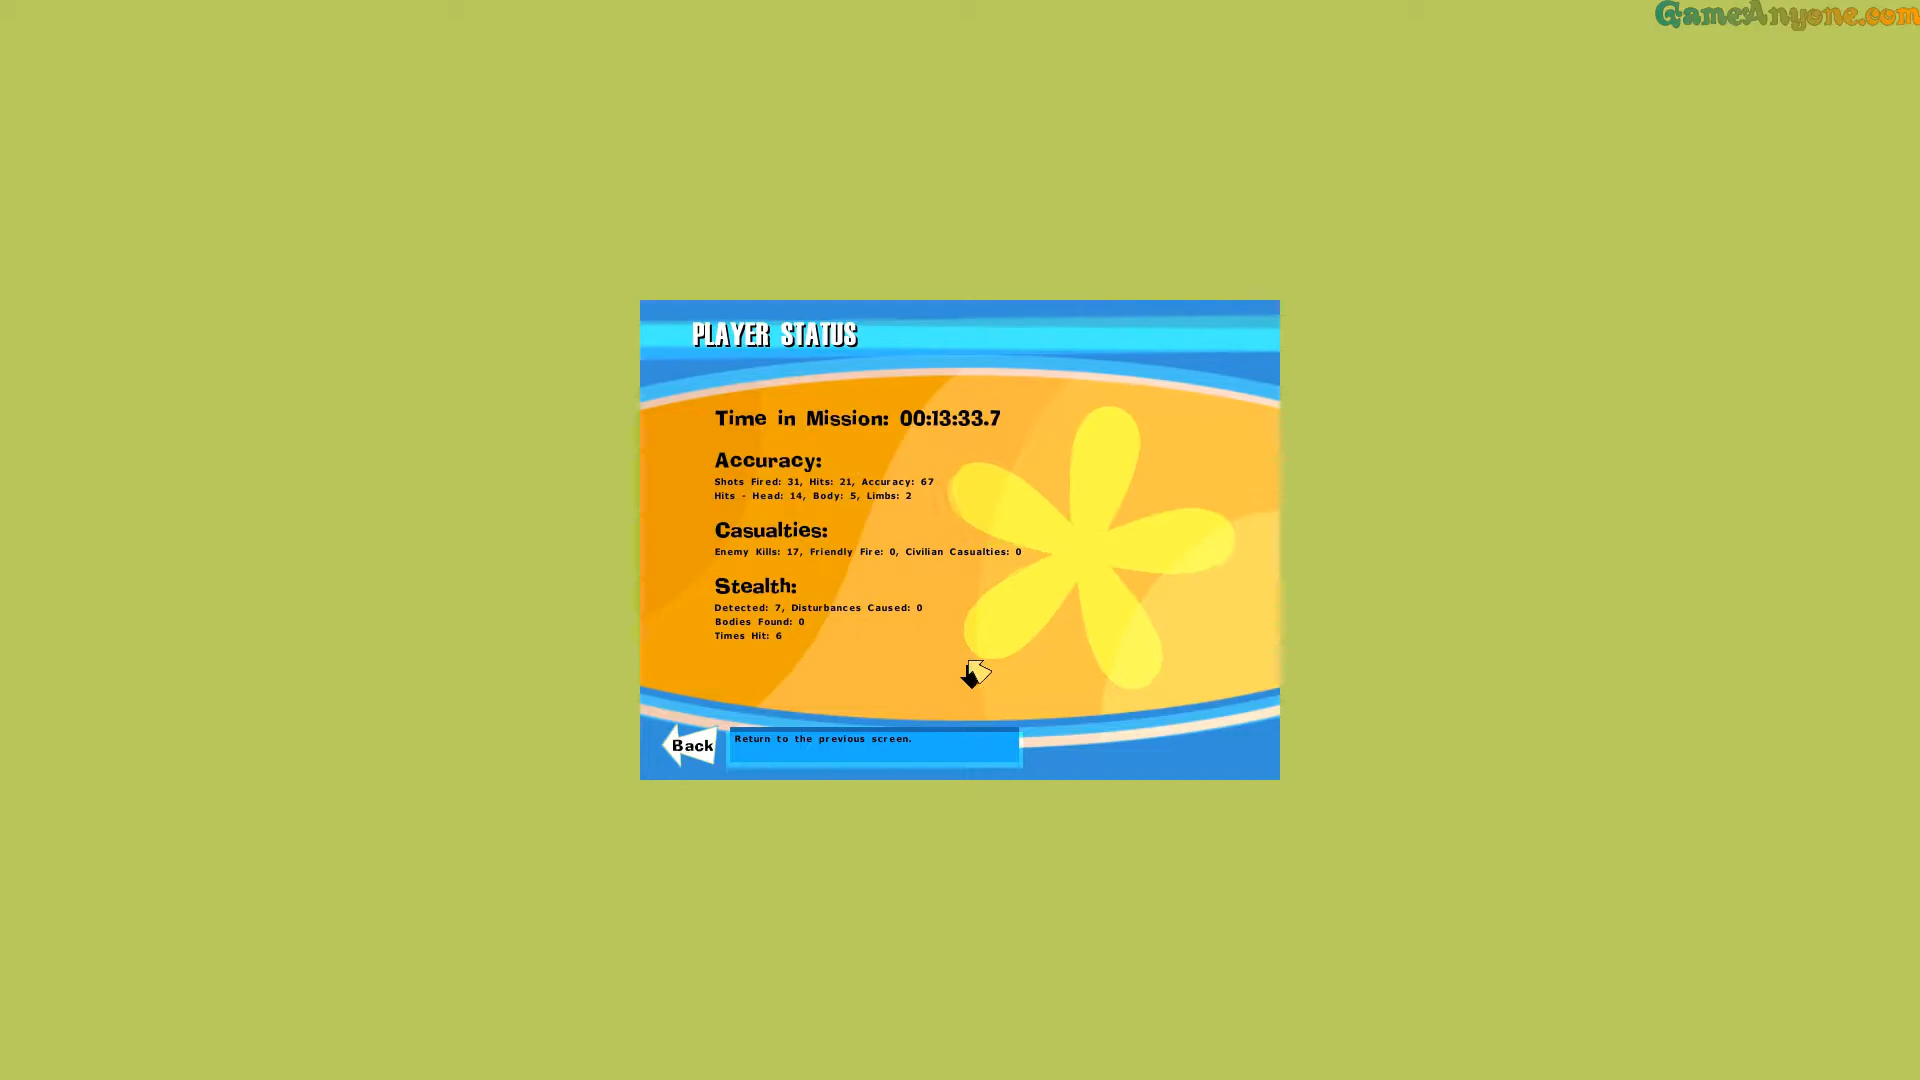 GameAnyone.com
PLAYER STATUS
Time in Mission: 00:13:33.7
Accuracy:
Shots Fired: 31, Hits: 21, Accuracy: 67
Hits - Head: 14, Body: 5, Limbs: 2
Casualties:
Enemy Kills: 17, Friendly Fire: 0, Civilian Casualties: 0
Stealth:
Detected: 7, Disturbances Caused: 0
Bodies Found: 0
Times Hit: 6
Back
Return to the previous screen.